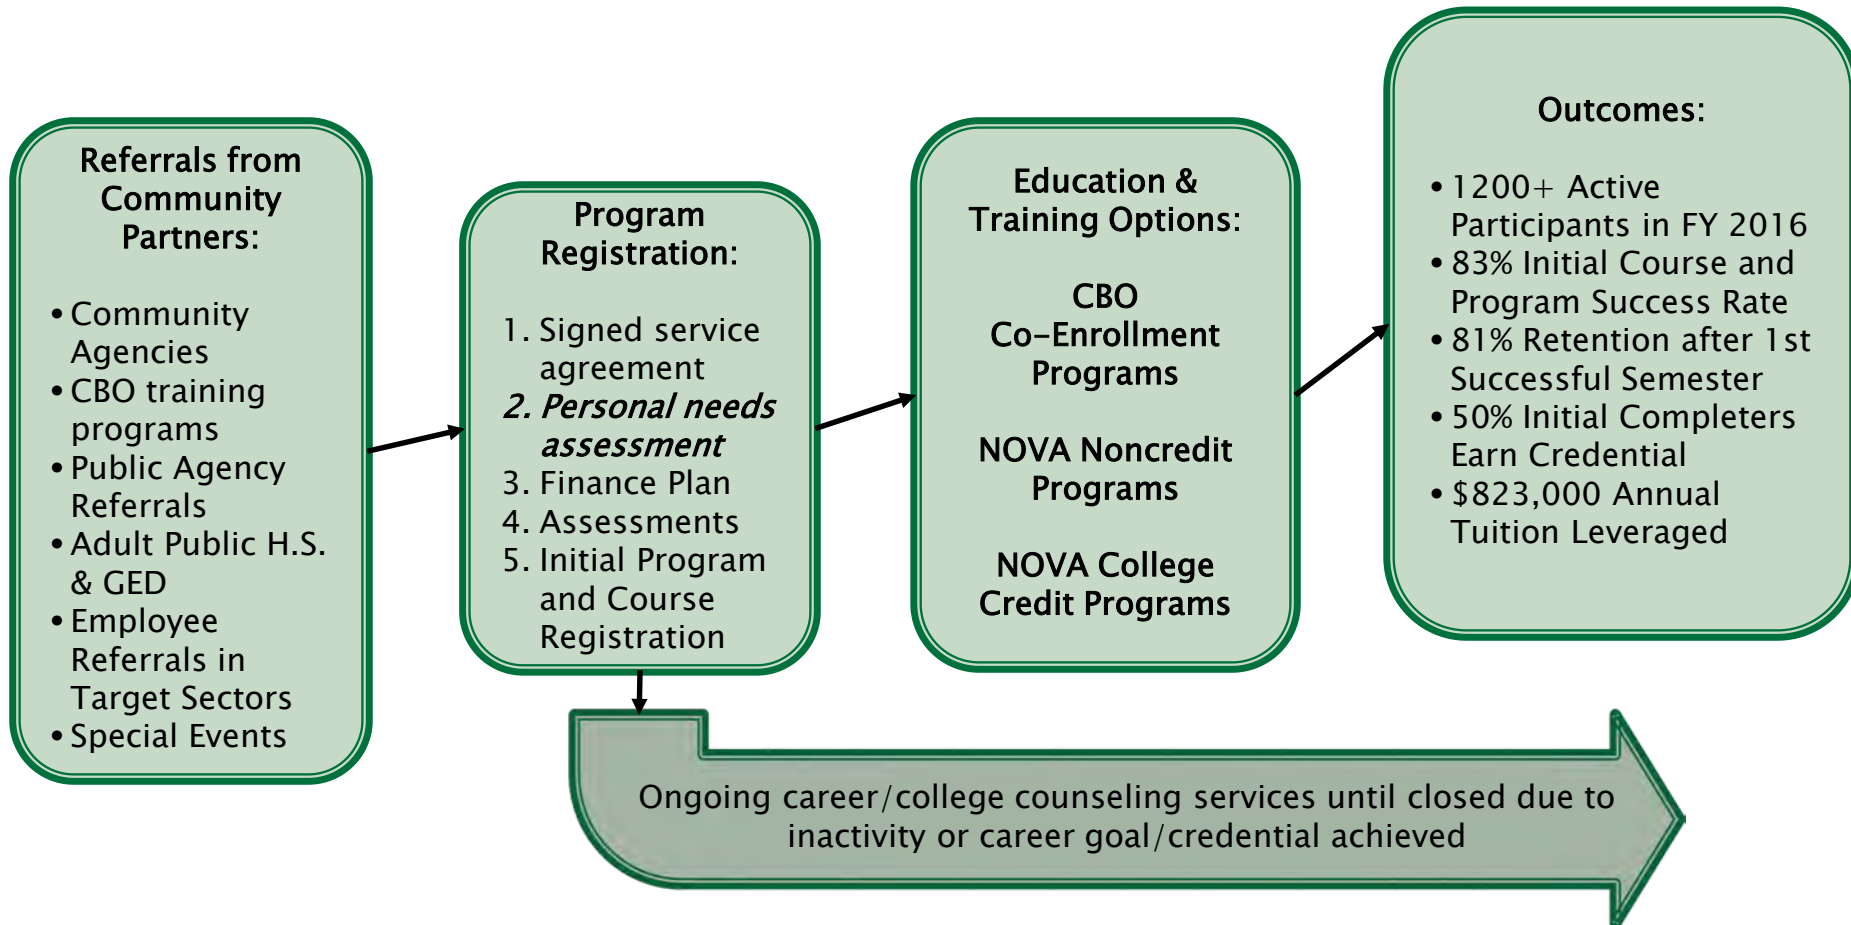 Referrals from
Community
Partners:
• Community
Agencies
• CBO training
programs
• Public Agency
Referrals
• Adult Public H.S.
& GED
• Employee
Referrals in
Target Sectors
• Special Events
Program
Registration:
1. Signed service
agreement
2. Personal needs
assessment
3. Finance Plan
4. Assessments
5. Initial Program
and Course
Registration
Education &
Training Options:
CBO
Co-Enrollment
Programs
NOVA Noncredit
Programs
NOVA College
Credit Programs
Outcomes:
• 1200+ Active
Participants in FY 2016
• 83% Initial Course and
Program Success Rate
• 81% Retention after 1st
Successful Semester
• 50% Initial Completers
Earn Credential
• $823,000 Annual
Tuition Leveraged
Ongoing career/college counseling services until closed due to
inactivity or career goal/credential achieved